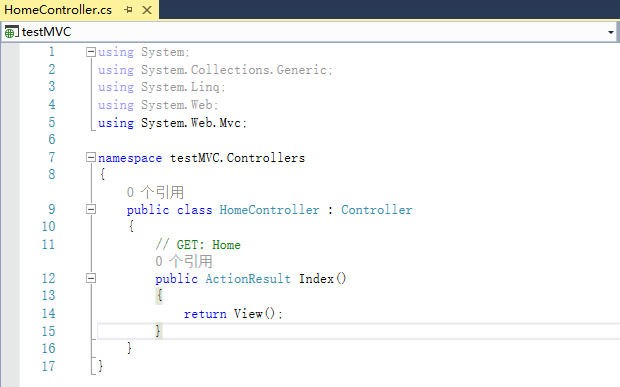 HomeController.cs
testMVC
1 using System;
2 using System.Collections.Generic;
3 using System.Linq;
4 using System.Web;
5 using System.Web.Mvc;
6
7 namespace testMVC.Controllers
8 {
0 个引用
9 public class HomeController : Controller
10 {
11 // GET: Home
0 个引用
12 public ActionResult Index()
13 {
14 return View();
15 }
16 }
17 }